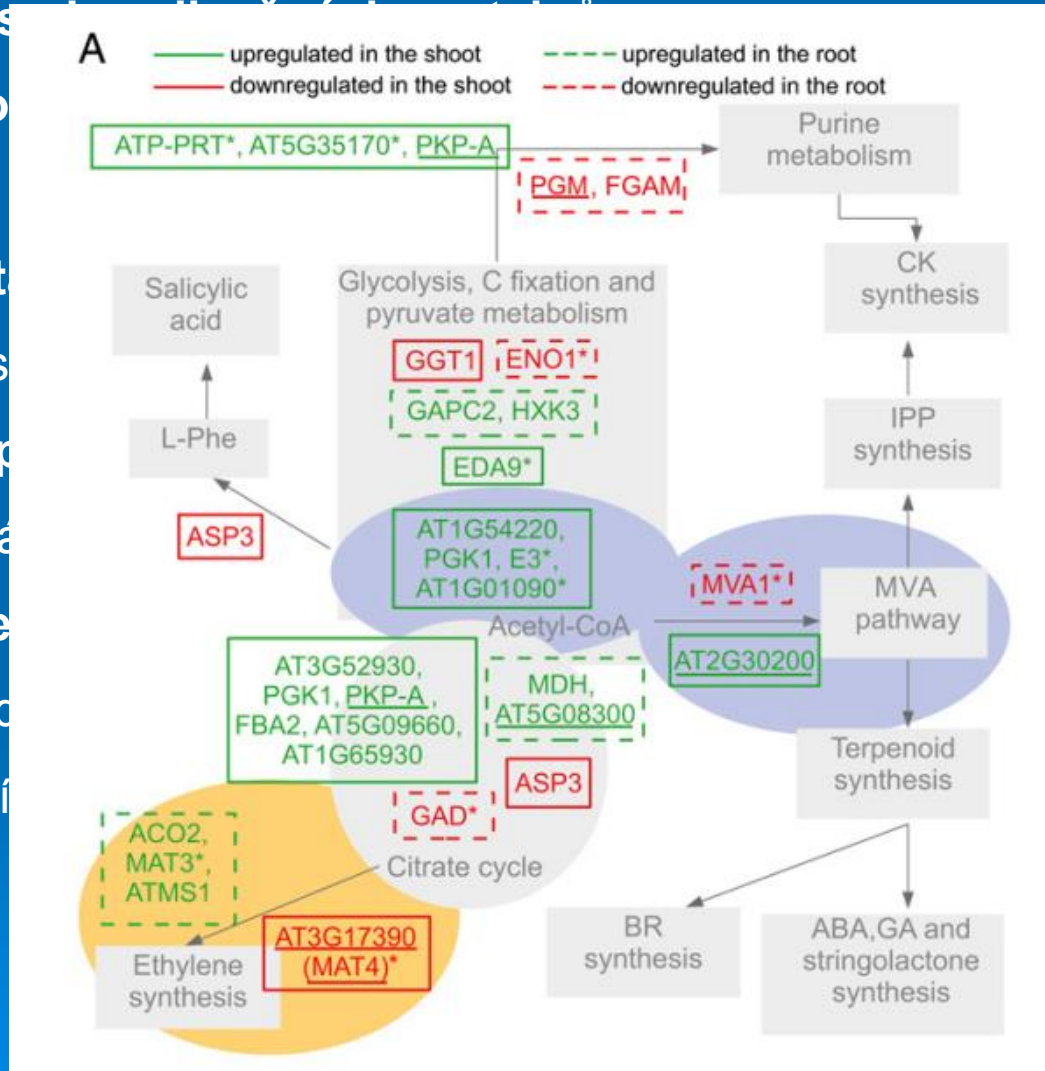 A
upregulated in the shoot
upregulated in the root
downregulated in the shoot
downregulated in the root
ATP-PRT*, AT5G35170*, PKP-A
Purine
metabolism
PGM, FGAM
CK
synthesis
Salicylic
acid
Glycolysis, C fixation and
pyruvate metabolism
GGT1
ENO1*
GAPC2, HXK3
IPP
synthesis
L-Phe
EDA9*
ASP3
AT1G54220,
PGK1, E3*,
AT1G01090*
MVA1*
MVA
pathway
Acetyl-CoA
AT2G30200
AT3G52930,
PGK1, PKP-A,
FBA2, AT5G09660,
AT1G65930
MDH,
AT5G08300
Terpenoid
synthesis
ASP3
GAD*
ACO2,
MAT3*,
ATMS1
Citrate cycle
AT3G17390
(MAT4)*
Ethylene
synthesis
BR
synthesis
ABA,GA and
stringolactone
synthesis